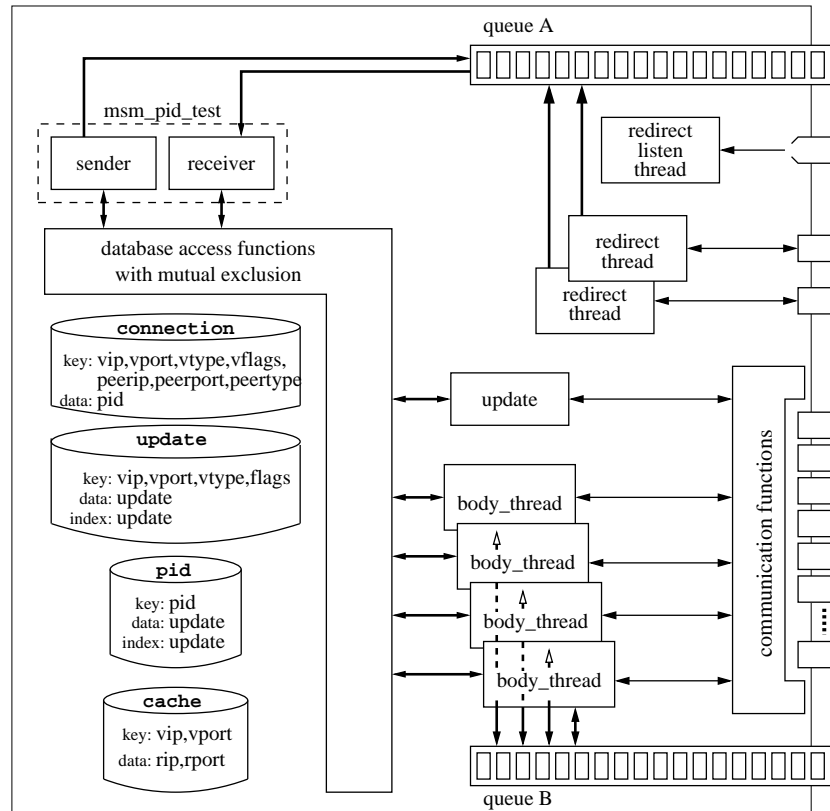 queue A
msm_pid_test
sender
receiver
redirect
listen
thread
database access functions
with mutual exclusion
redirect
thread
redirect
thread
connection
key: vip,vport,vtype,vflags,
peerip,peerport,peertype
data: pid
update
key: vip,vport,vtype,flags
data: update
index: update
pid
key: pid
data: update
index: update
cache
key: vip,vport
data: rip,rport
update
body_thread
body_thread
body_thread
body_thread
communication functions
queue B